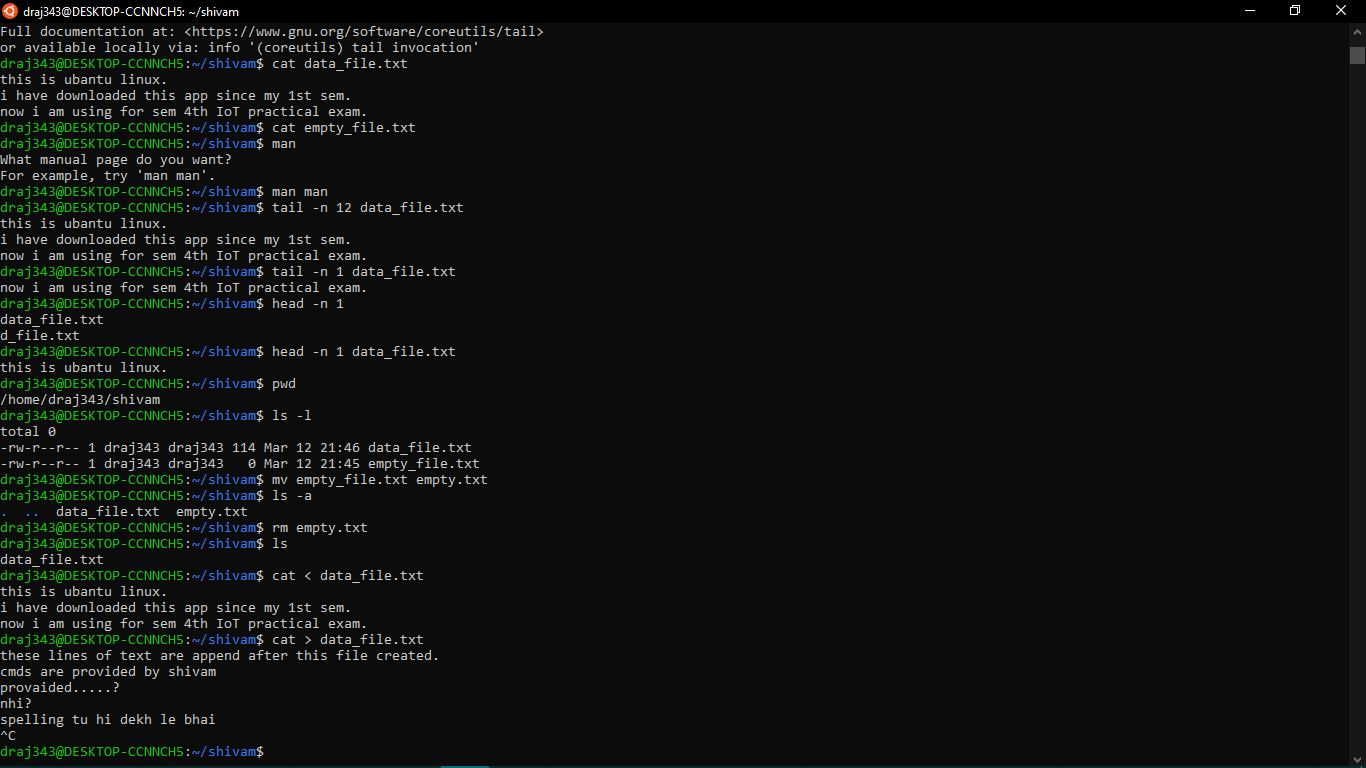 draj343@DESKTOP-CCNNCH5: ~/shivam
Full documentation at: <https://www.gnu.org/software/coreutils/tail>
or available locally via: info '(coreutils) tail invocation'
draj343@DESKTOP-CCNNCH5:~/shivam$ cat data_file.txt
this is ubantu linux.
i have downloaded this app since my 1st sem.
now i am using for sem 4th IoT practical exam.
draj343@DESKTOP-CCNNCH5:~/shivam$ cat empty_file.txt
draj343@DESKTOP-CCNNCH5:~/shivam$ man
What manual page do you want?
For example, try 'man man'.
draj343@DESKTOP-CCNNCH5:~/shivam$ man man
draj343@DESKTOP-CCNNCH5:~/shivam$ tail -n 12 data_file.txt
this is ubantu linux.
i have downloaded this app since my 1st sem.
now i am using for sem 4th IoT practical exam.
draj343@DESKTOP-CCNNCH5:~/shivam$ tail -n 1 data_file.txt
now i am using for sem 4th IoT practical exam.
draj343@DESKTOP-CCNNCH5:~/shivam$ head -n 1
data_file.txt
d_file.txt
draj343@DESKTOP-CCNNCH5:~/shivam$ head -n 1 data_file.txt
this is ubantu linux.
draj343@DESKTOP-CCNNCH5:~/shivam$ pwd
/home/draj343/shivam
draj343@DESKTOP-CCNNCH5:~/shivam$ ls -l
total 0
-rw-r--r-- 1 draj343 draj343 114 Mar 12 21:46 data_file.txt
-rw-r--r-- 1 draj343 draj343   0 Mar 12 21:45 empty_file.txt
draj343@DESKTOP-CCNNCH5:~/shivam$ mv empty_file.txt empty.txt
draj343@DESKTOP-CCNNCH5:~/shivam$ ls -a
.  ..  data_file.txt  empty.txt
draj343@DESKTOP-CCNNCH5:~/shivam$ rm empty.txt
draj343@DESKTOP-CCNNCH5:~/shivam$ ls
data_file.txt
draj343@DESKTOP-CCNNCH5:~/shivam$ cat < data_file.txt
this is ubantu linux.
i have downloaded this app since my 1st sem.
now i am using for sem 4th IoT practical exam.
draj343@DESKTOP-CCNNCH5:~/shivam$ cat > data_file.txt
these lines of text are append after this file created.
cmds are provided by shivam
provaided.....?
nhi?
spelling tu hi dekh le bhai
^C
draj343@DESKTOP-CCNNCH5:~/shivam$